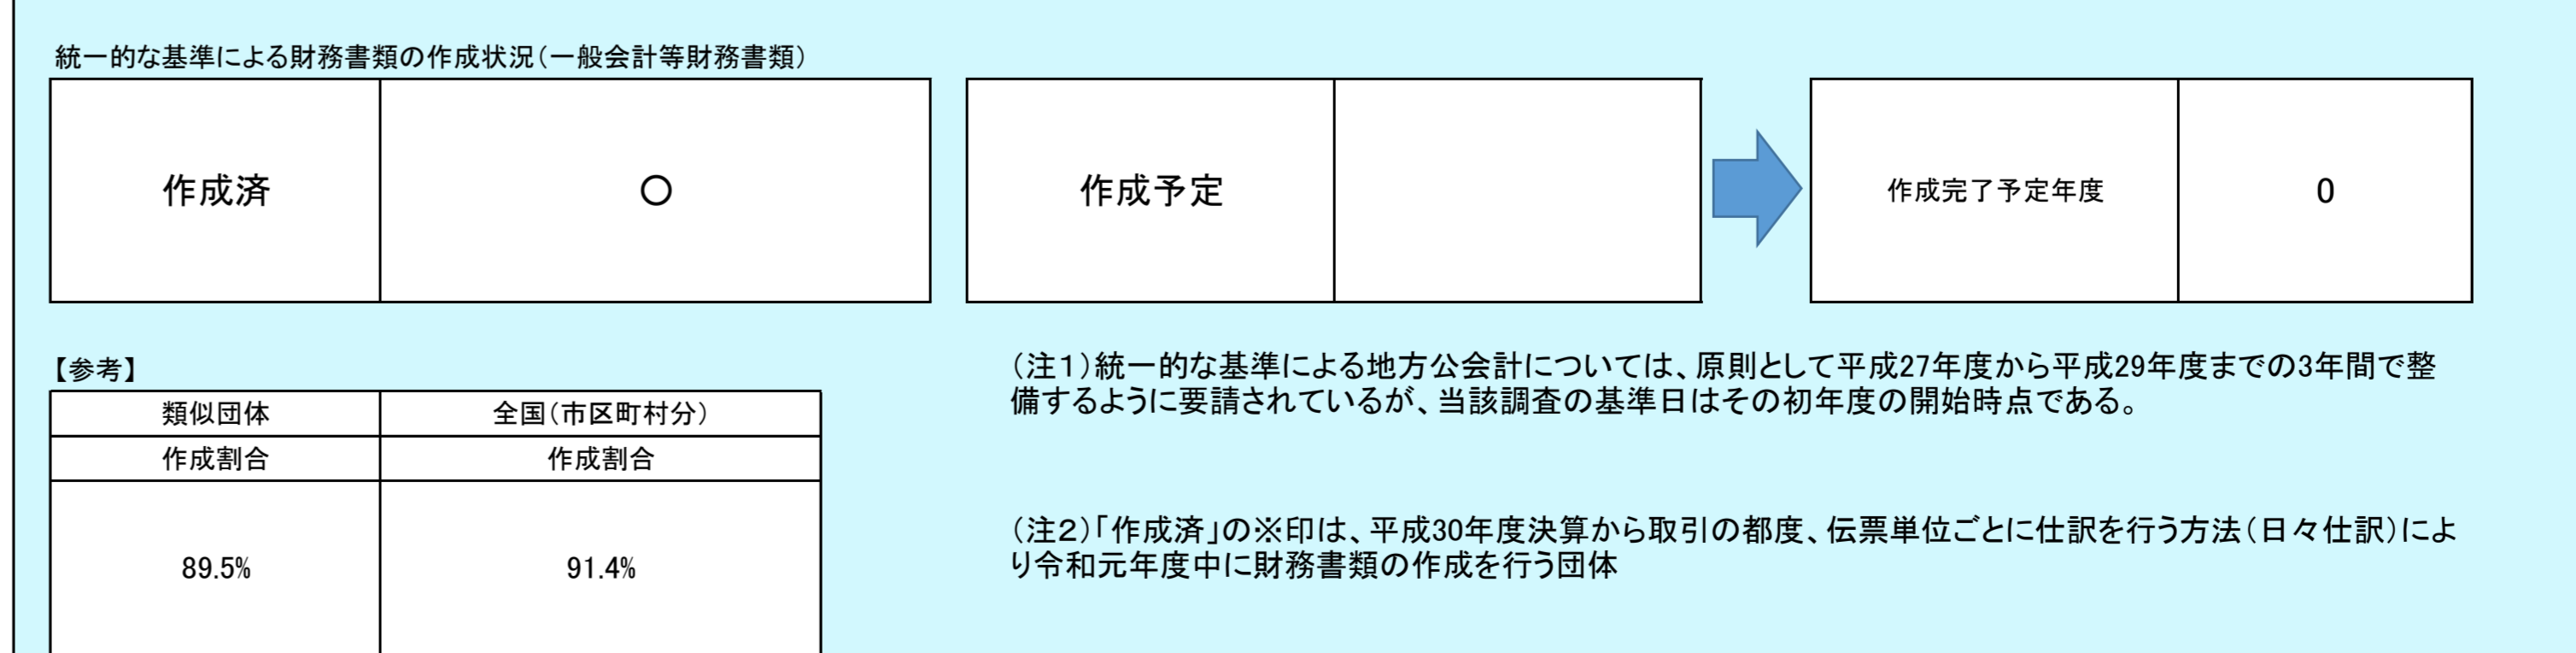 統一的な基準による財務書類の作成状況（一般会計等財務書類）
作成済 〇 作成予定 作成完了予定年度 0
【参考】
類似団体 全国（市区町村分）
作成割合 作成割合
89.5% 91.4%
（注１）統一的な基準による地方公会計については、原則として平成27年度から平成29年度までの3年間で整
備するように要請されているが、当該調査の基準日はその初年度の開始時点である。
（注２）「作成済」の※印は、平成30年度決算から取引の都度、伝票単位ごとに仕訳を行う方法（日々仕訳）によ
り令和元年度中に財務書類の作成を行う団体